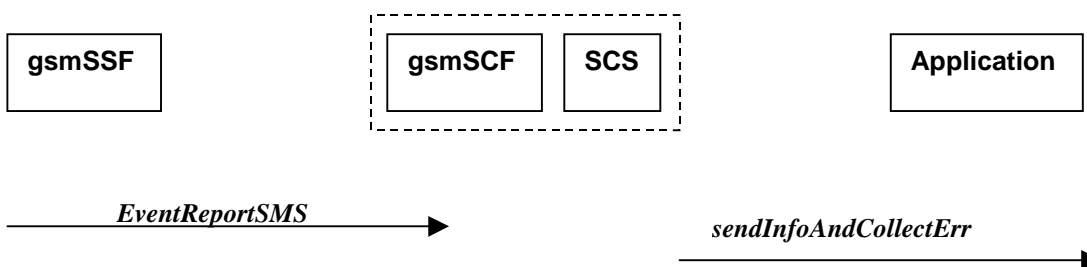 gsmSSF
gsmSCF
SCS
Application
EventReportSMS
sendInfoAndCollectErr